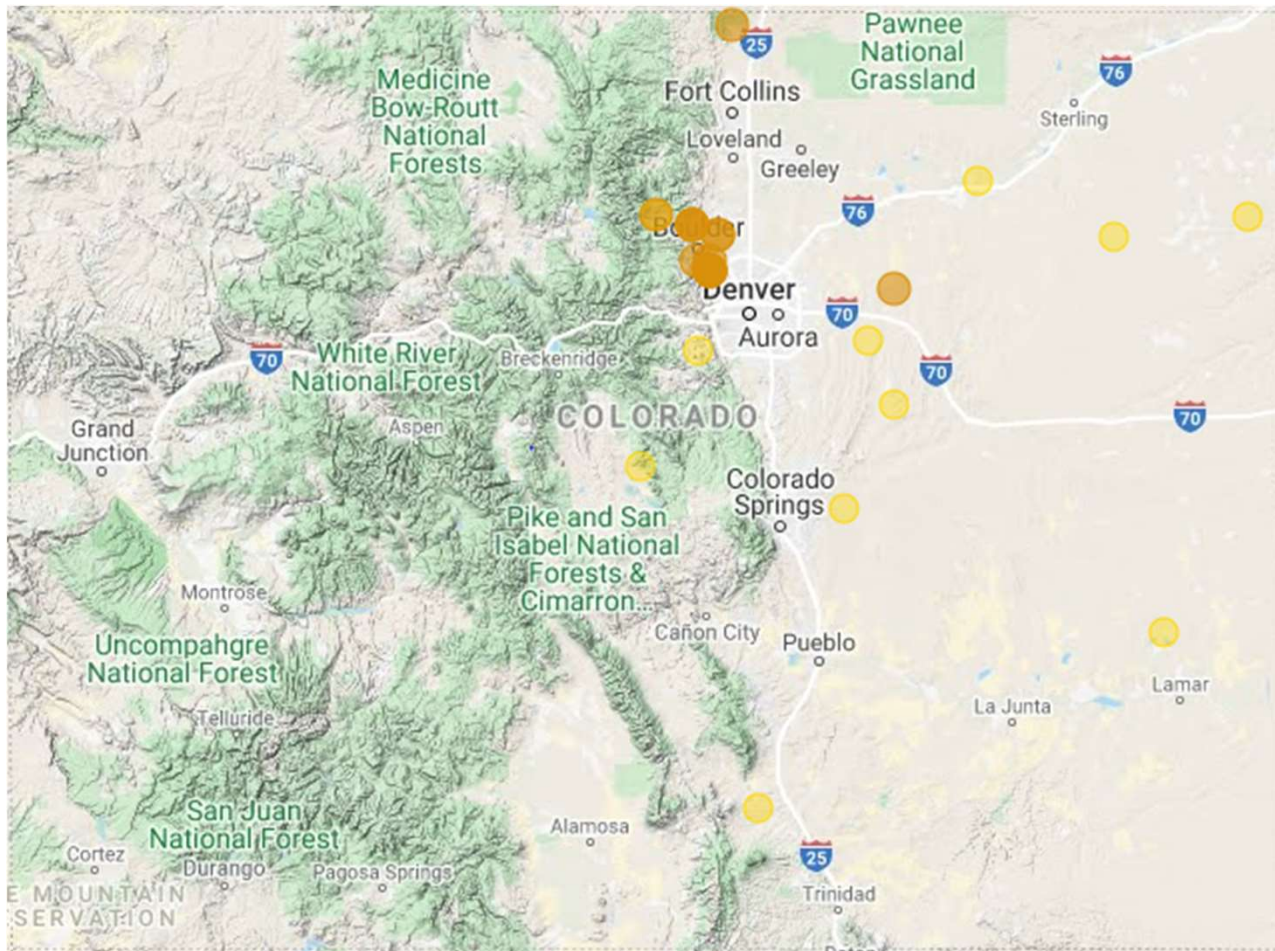 Pawnee
National
Grassland
25
76
Medicine
Bow-Routt
National
Forests
Fort Collins
Sterling
Loveland
Greeley
76
Boulder
Denver
70
Aurora
70
White River
National Forest
Breckenridge
70
70
COLORADO
Grand
Junction
Aspen
Colorado
Springs
Pike and San
Isabel National
Forests &
Cimarron...
Montrose
Cañon City
Pueblo
Uncompahgre
National Forest
Lamar
La Junta
Telluride
San Juan
National Forest
Alamosa
25
Cortez
Durango
Pagosa Springs
E MOUNTAIN
SERVATION
Trinidad